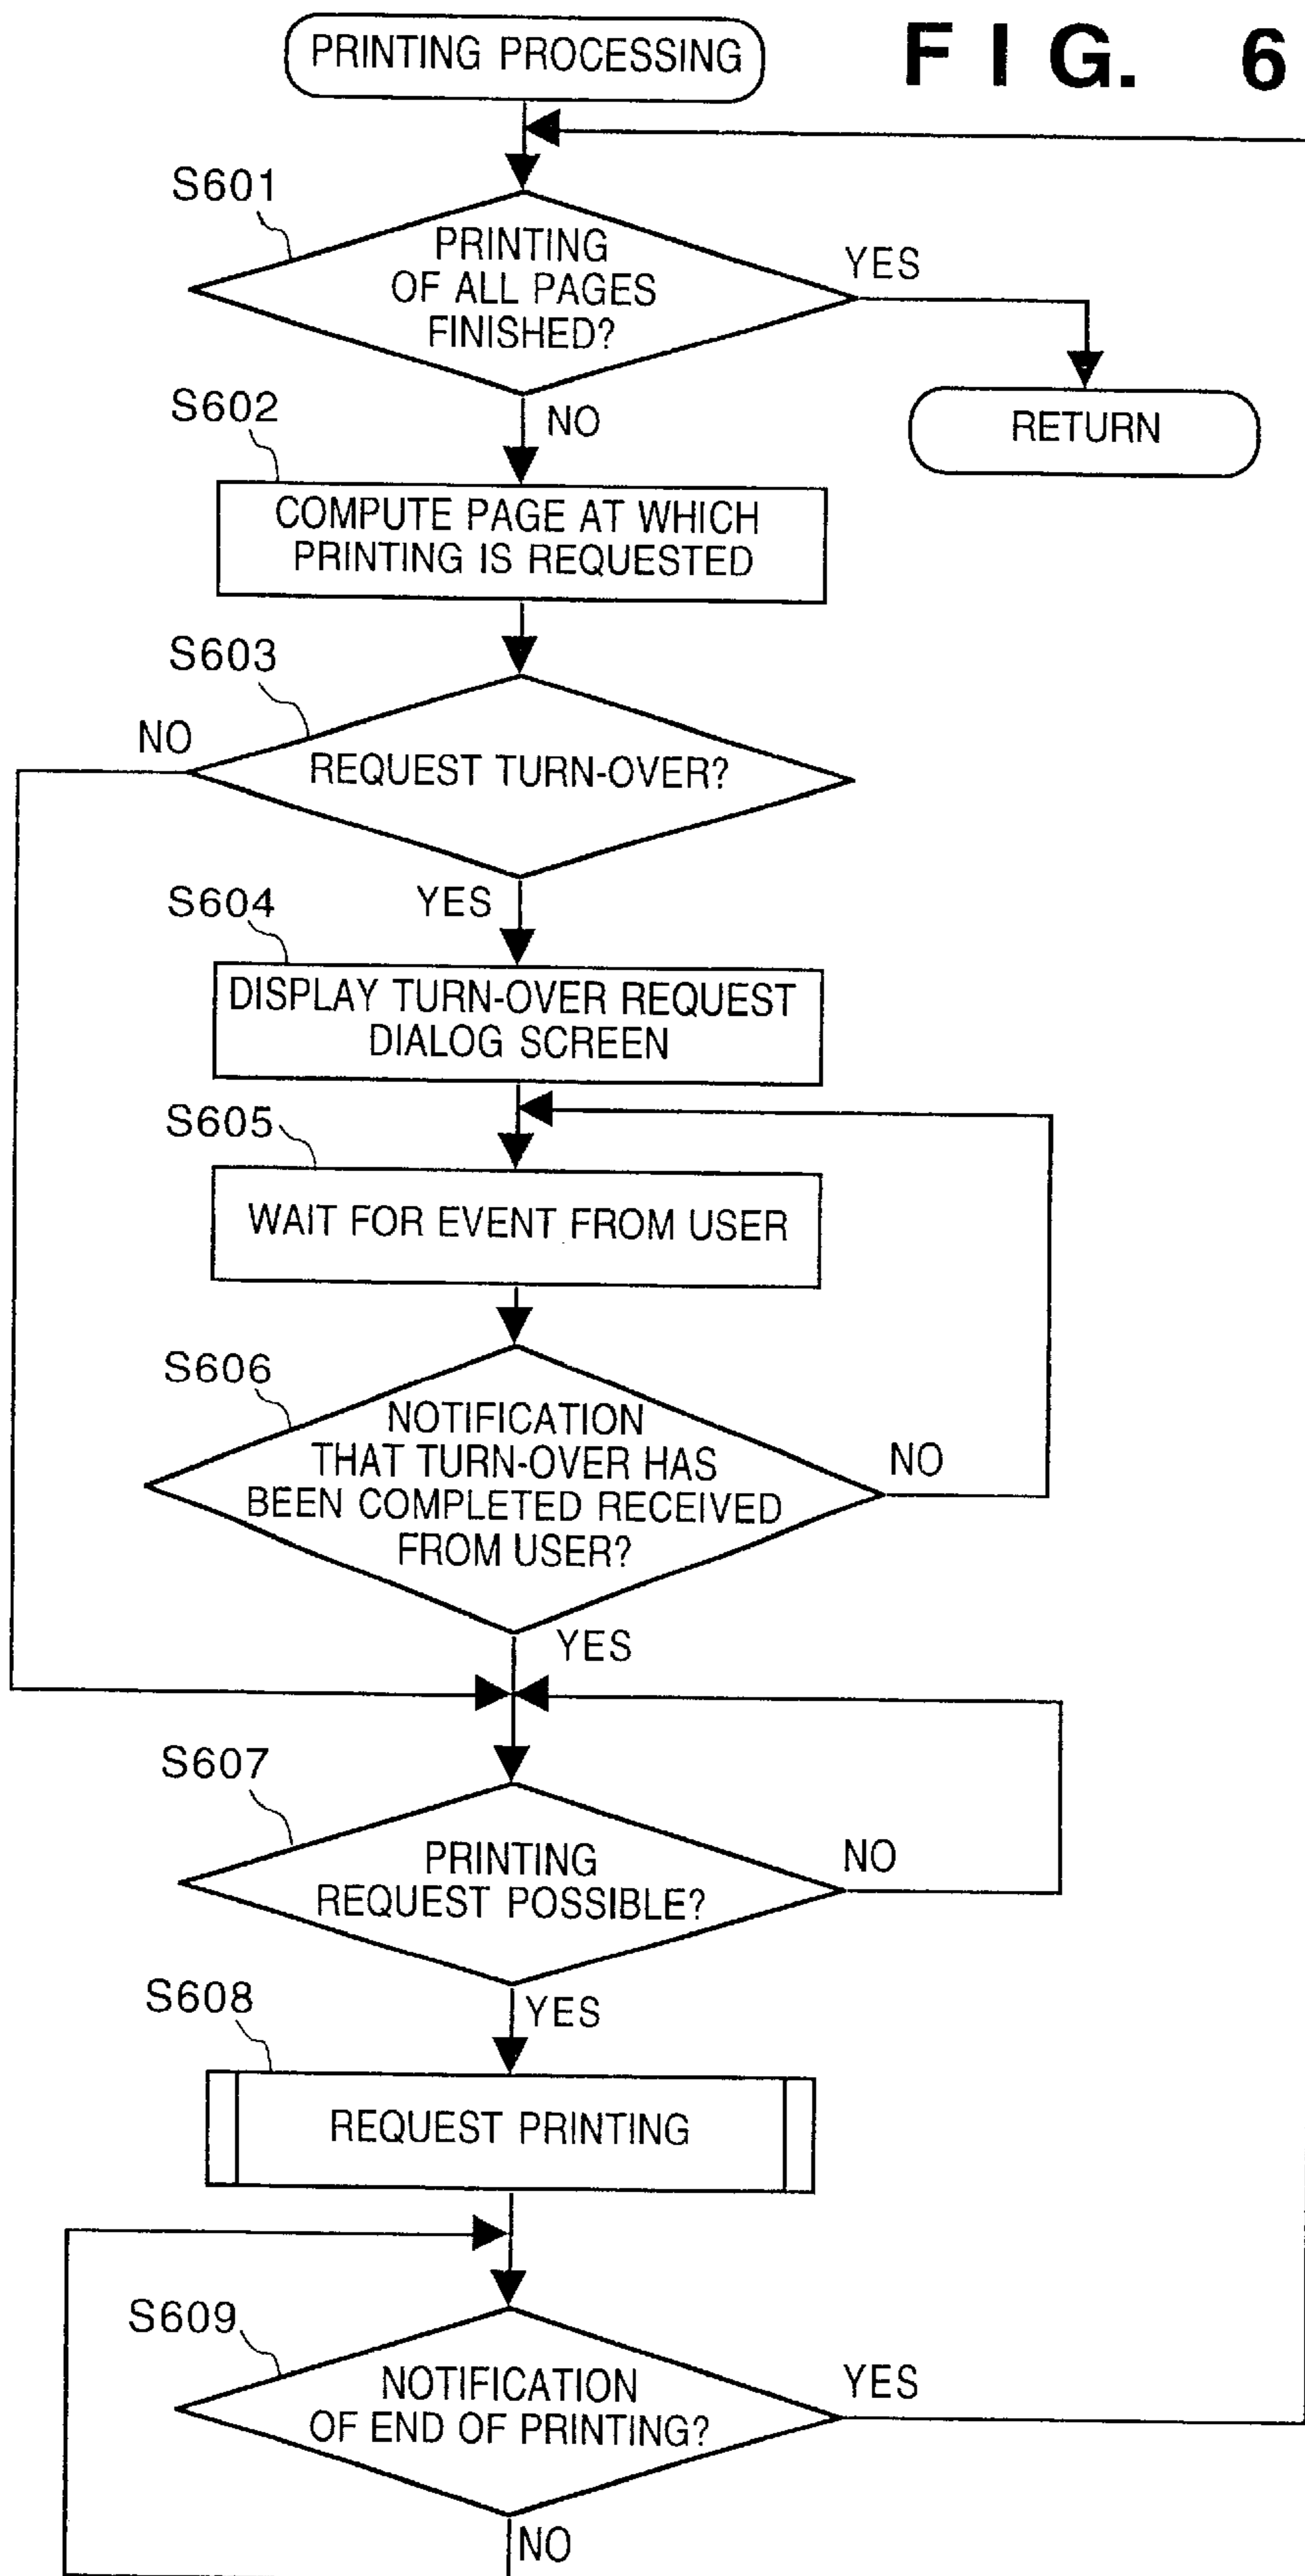 PRINTING PROCESSING
FIG. 6
S601
PRINTING
OF ALL PAGES
FINISHED?
YES
RETURN
NO
S602
COMPUTE PAGE AT WHICH
PRINTING IS REQUESTED
S603
NO
REQUEST TURN-OVER?
YES
S604
DISPLAY TURN-OVER REQUEST
DIALOG SCREEN
S605
WAIT FOR EVENT FROM USER
S606
NOTIFICATION
THAT TURN-OVER HAS
BEEN COMPLETED RECEIVED
FROM USER?
NO
YES
S607
PRINTING
REQUEST POSSIBLE?
NO
YES
S608
REQUEST PRINTING
S609
NOTIFICATION
OF END OF PRINTING?
YES
NO